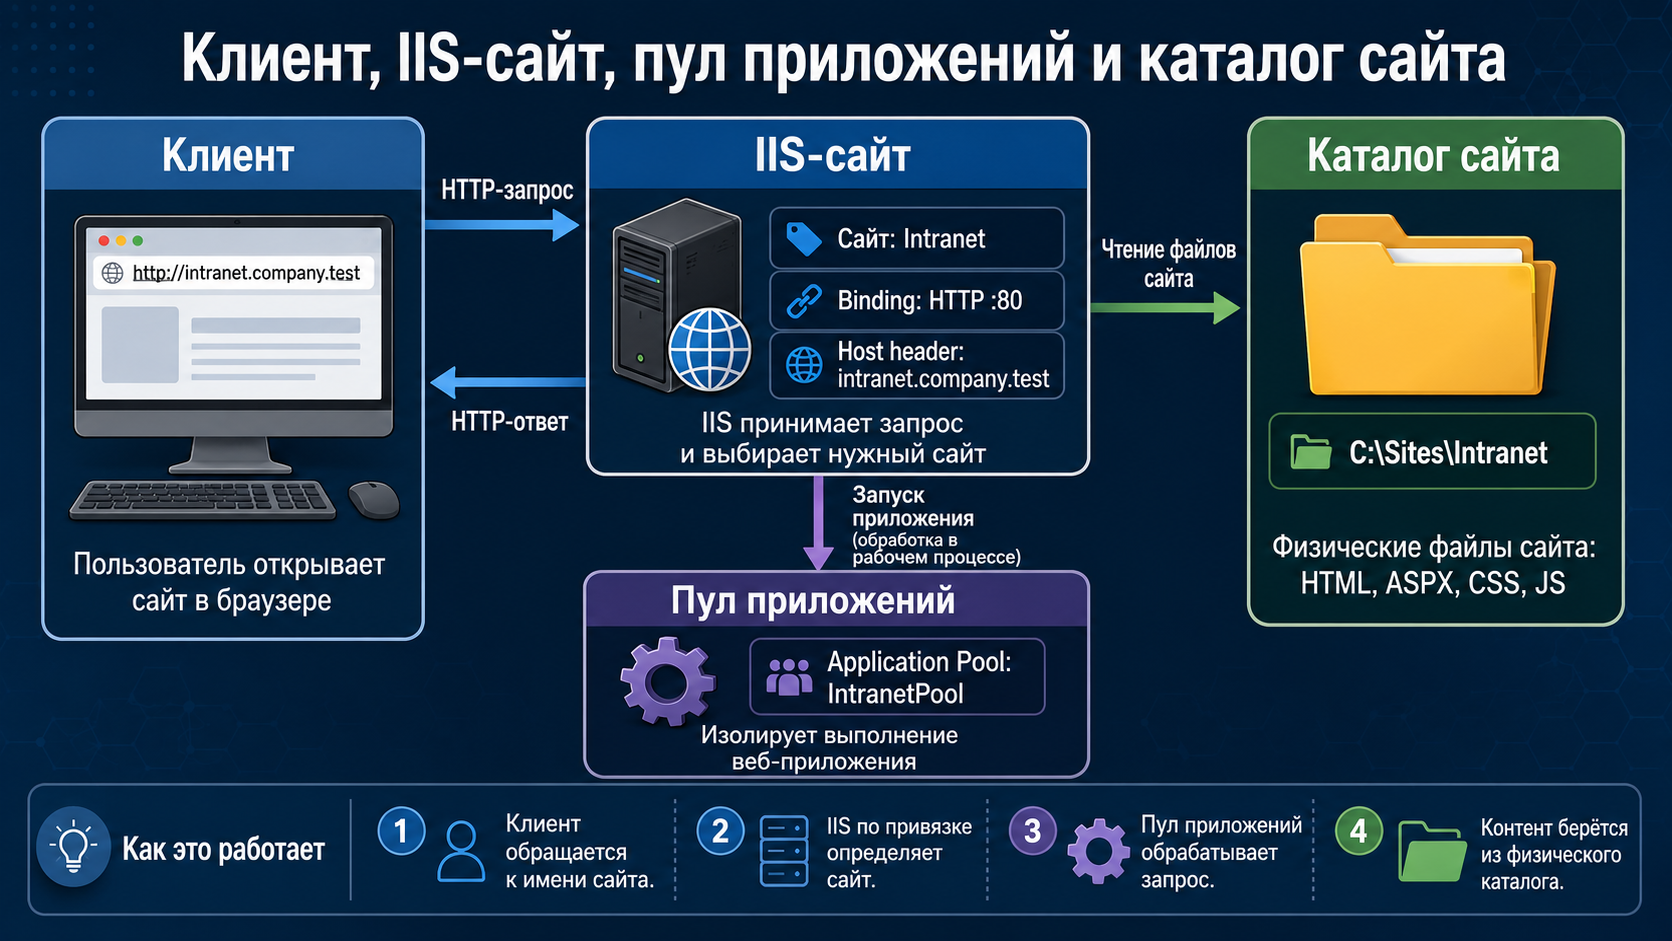 Клиент, IIS-сайт, пул приложений и каталог сайта
Клиент
http://intranet.company.test
Пользователь открывает
сайт в браузере
HTTP-запрос
HTTP-ответ
IIS-сайт
Сайт: Intranet
Binding: HTTP :80
Host header:
intranet.company.test
IIS принимает запрос
и выбирает нужный сайт
Чтение файлов
сайта
Каталог сайта
C:\Sites\Intranet
Физические файлы сайта:
HTML, ASPX, CSS, JS
Запуск
приложения
(обработка в
рабочем процессе)
Пул приложений
Application Pool:
IntranetPool
Изолирует выполнение
веб-приложения
Как это работает
1
Клиент
обращается
к имени сайта.
2
IIS по привязке
определяет
сайт.
3
Пул приложений
обрабатывает
запрос.
4
Контент берётся
из физического
каталога.